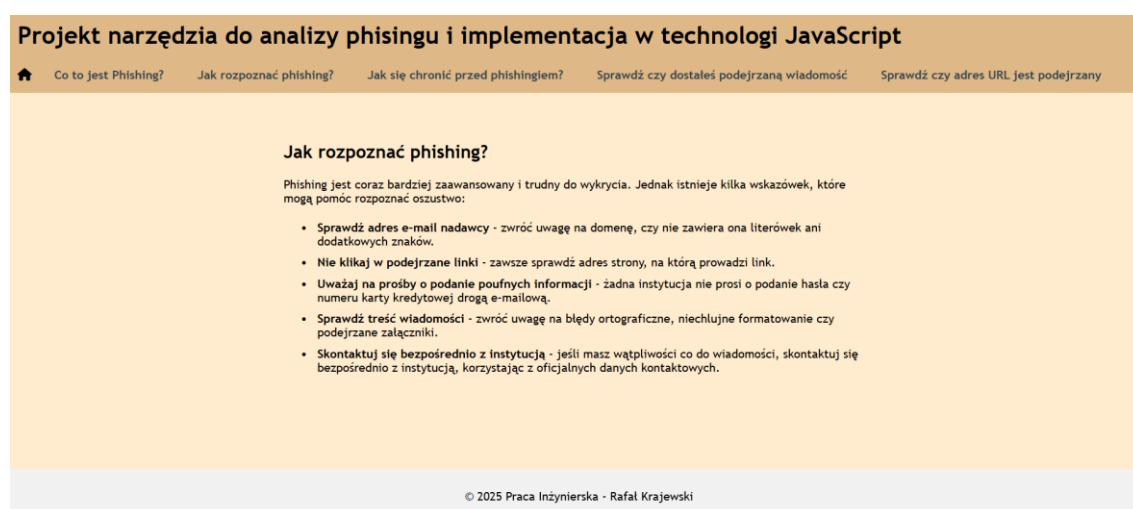 Projekt narzędzia do analizy phisingu i implementacja w technologi JavaScript
Co to jest Phishing? Jak rozpoznać phishing? Jak się chronić przed phishingiem? Sprawdź czy dostałeś podejrzaną wiadomość Sprawdź czy adres URL jest podejrzany
Jak rozpoznać phishing?
Phishing jest coraz bardziej zaawansowany i trudny do wykrycia. Jednak istnieje kilka wskazówek, które
mogą pomóc rozpoznać oszustwo:
• Sprawdź adres e-mail nadawcy - zwróć uwagę na domenę, czy nie zawiera ona literówek ani
dodatkowych znaków.
• Nie klikaj w podejrzane linki - zawsze sprawdź adres strony, na którą prowadzi link.
• Uważaj na prośby o podanie poufnych informacji - żadna instytucja nie prosi o podanie hasła czy
numeru karty kredytowej drogą e-mailową.
• Sprawdź treść wiadomości - zwróć uwagę na błędy ortograficzne, niechlujne formatowanie czy
podejrzane załączniki.
• Skontaktuj się bezpośrednio z instytucją - jeśli masz wątpliwości co do wiadomości, skontaktuj się
bezpośrednio z instytucją, korzystając z oficjalnych danych kontaktowych.
© 2025 Praca Inżynierska - Rafał Krajewski